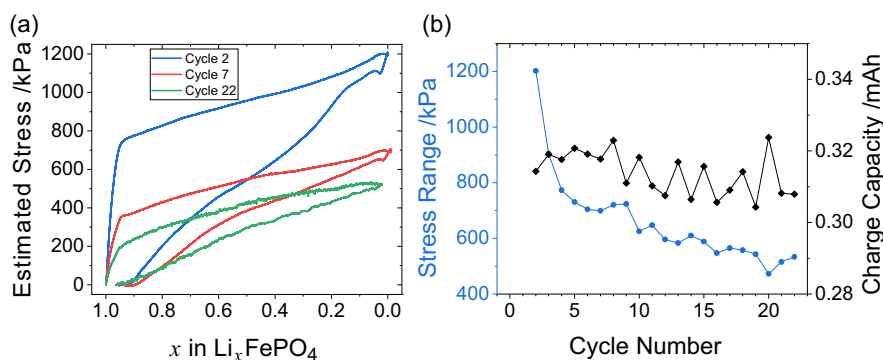 (a)
Estimated Stress /kPa
1200
1000
800
600
400
200
0
Cycle 2
Cycle 7
Cycle 22
1.0 0.8 0.6 0.4 0.2 0.0
x in LiₓFePO₄
(b)
Stress Range /kPa
1200
1000
800
600
400
0 5 10 15 20
Cycle Number
0.34
0.32
0.30
0.28
Charge Capacity /mAh